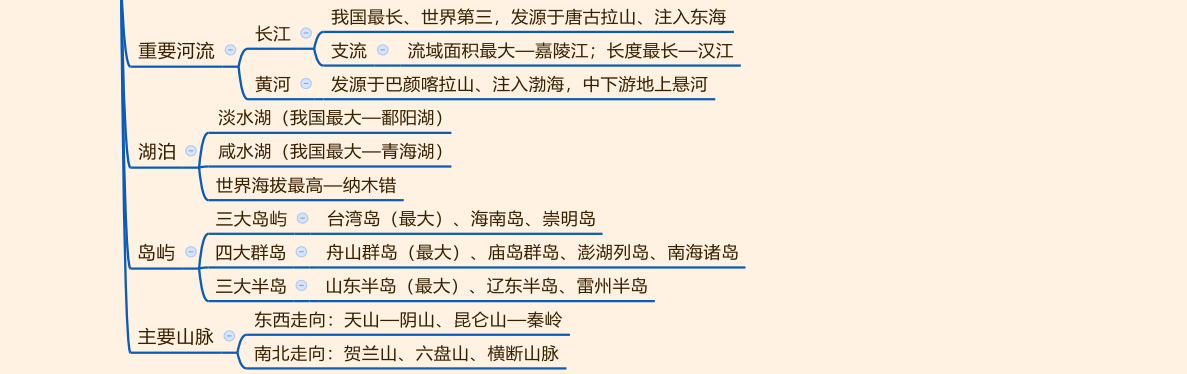 重要河流
长江
我国最长、世界第三，发源于唐古拉山、注入东海
支流
流域面积最大—嘉陵江；长度最长—汉江
黄河
发源于巴颜喀拉山、注入渤海，中下游地上悬河
湖泊
淡水湖（我国最大—鄱阳湖）
咸水湖（我国最大—青海湖）
世界海拔最高—纳木错
岛屿
三大岛屿
台湾岛（最大）、海南岛、崇明岛
四大群岛
舟山群岛（最大）、庙岛群岛、澎湖列岛、南海诸岛
三大半岛
山东半岛（最大）、辽东半岛、雷州半岛
主要山脉
东西走向：天山—阴山、昆仑山—秦岭
南北走向：贺兰山、六盘山、横断山脉